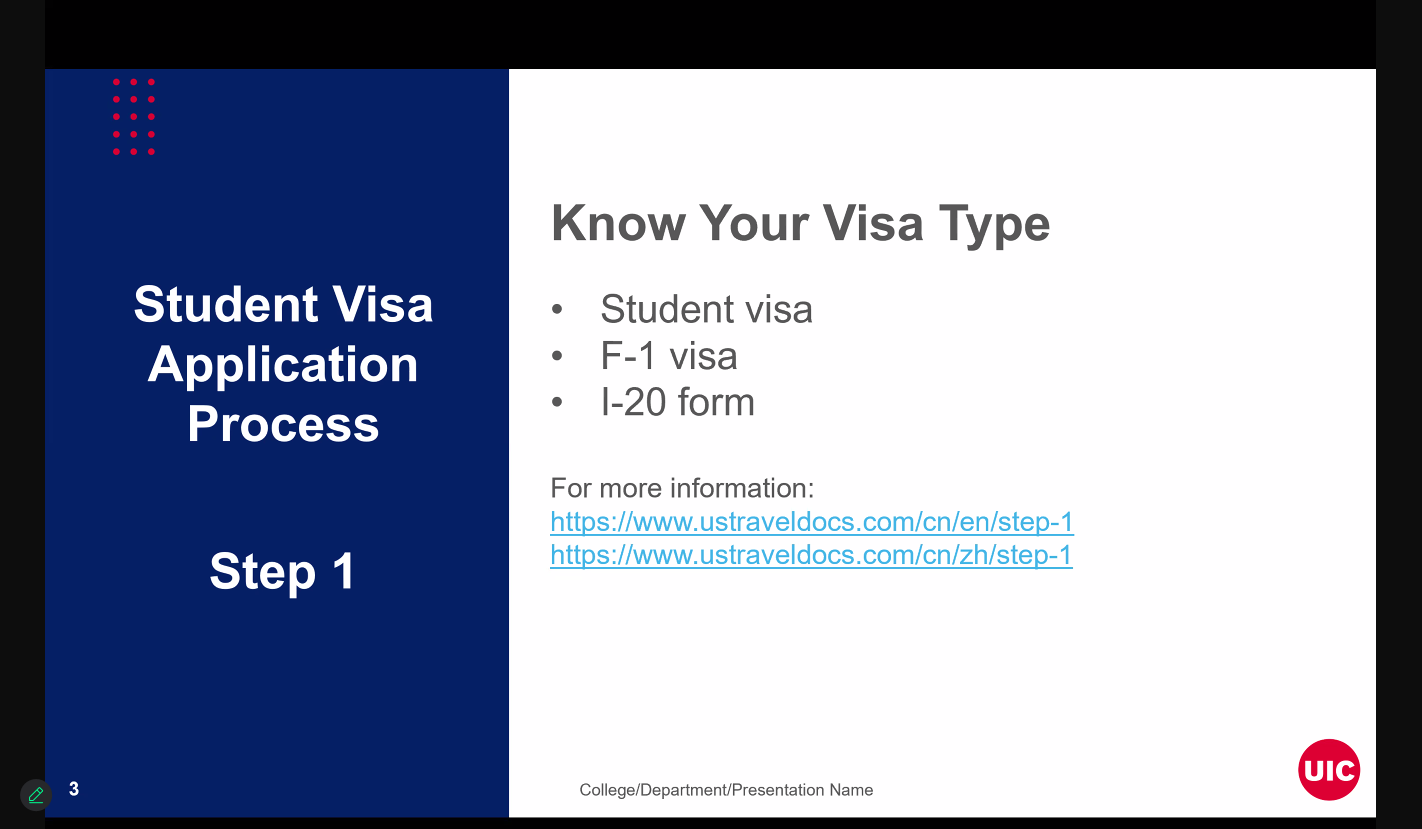 Student Visa
Application
Process
Step 1
Know Your Visa Type
• Student visa
• F-1 visa
• I-20 form
For more information:
https://www.ustraveldocs.com/cn/en/step-1
https://www.ustraveldocs.com/cn/zh/step-1
3
College/Department/Presentation Name
UIC